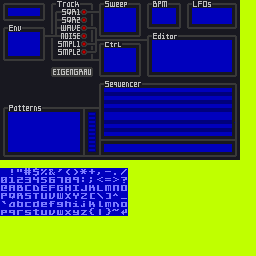 Track Sweep BPM LFOs
SQR1
SQR2
Env WAVE
NOISE Editor
SMPL1 Ctrl
SMPL2
EIGENGRAU
Sequencer
Patterns
!"#$%&'()*+,-./
0123456789:;<=>?
@ABCDEFGHIJKLMNO
PQRSTUVWXYZ[\]^_
`abcdefghijklmno
pqrstuvwxyz{|}~